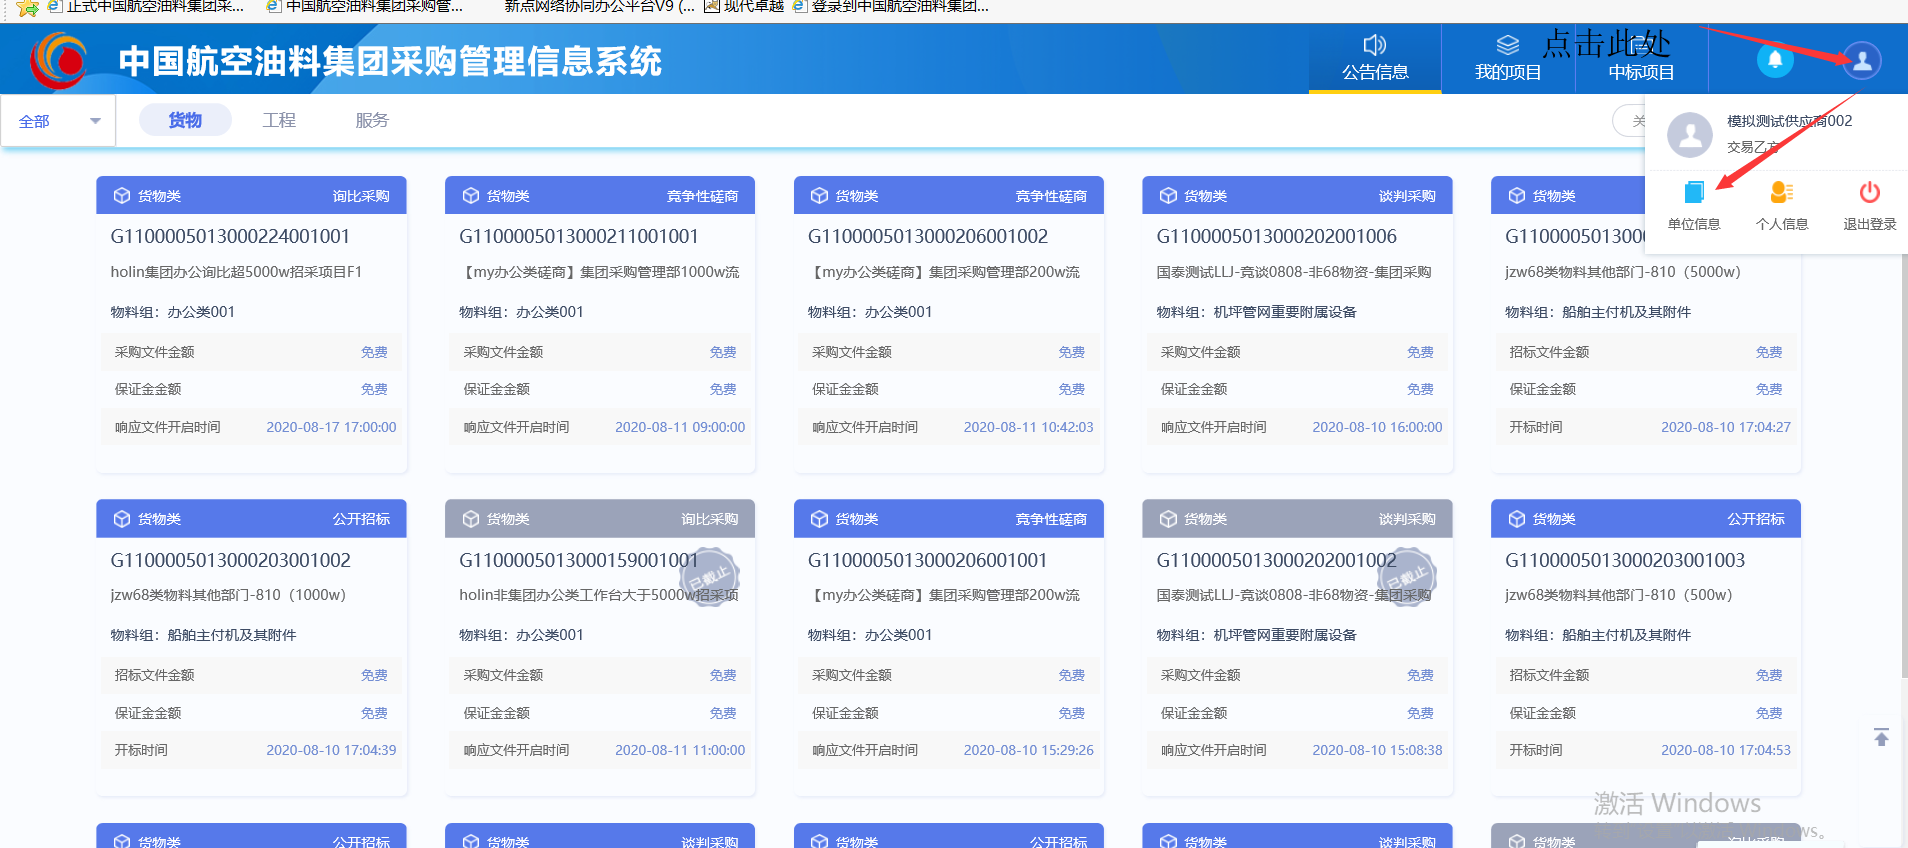 正式中国航空油料集团采... 中国航空油料集团采购管... 新点网络协同办公平台V9 (... 现代卓越 登录到中国航空油料集团...
中国航空油料集团采购管理信息系统
公告信息 我的项目 中标项目
点击此处
全部 货物 工程 服务 关
模拟测试供应商002
交易乙方
单位信息 个人信息 退出登录
货物类 询比采购
G1100005013000224001001
holin集团办公询比超5000w招采项目F1
物料组：办公类001
采购文件金额 免费
保证金金额 免费
响应文件开启时间 2020-08-17 17:00:00
货物类 竞争性磋商
G1100005013000211001001
【my办公类磋商】集团采购管理部1000w流
物料组：办公类001
采购文件金额 免费
保证金金额 免费
响应文件开启时间 2020-08-11 09:00:00
货物类 竞争性磋商
G1100005013000206001002
【my办公类磋商】集团采购管理部200w流
物料组：办公类001
采购文件金额 免费
保证金金额 免费
响应文件开启时间 2020-08-11 10:42:03
货物类 谈判采购
G1100005013000202001006
国泰测试LLJ-竞谈0808-非68物资-集团采购
物料组：机坪管网重要附属设备
采购文件金额 免费
保证金金额 免费
响应文件开启时间 2020-08-10 16:00:00
货物类
jzw68类物料其他部门-810（5000w）
物料组：船舶主付机及其附件
招标文件金额 免费
保证金金额 免费
开标时间 2020-08-10 17:04:27
货物类 公开招标
G1100005013000203001002
jzw68类物料其他部门-810（1000w）
物料组：船舶主付机及其附件
招标文件金额 免费
保证金金额 免费
开标时间 2020-08-10 17:04:39
货物类 询比采购
G1100005013000159001001
已截止
holin非集团办公类工作台大于5000w招采项
物料组：办公类001
采购文件金额 免费
保证金金额 免费
响应文件开启时间 2020-08-11 11:00:00
货物类 竞争性磋商
G1100005013000206001001
【my办公类磋商】集团采购管理部200w流
物料组：办公类001
采购文件金额 免费
保证金金额 免费
响应文件开启时间 2020-08-10 15:29:26
货物类 谈判采购
G1100005013000202001002
已截止
国泰测试LLJ-竞谈0808-非68物资-集团采购
物料组：机坪管网重要附属设备
采购文件金额 免费
保证金金额 免费
响应文件开启时间 2020-08-10 15:08:38
货物类 公开招标
G1100005013000203001003
jzw68类物料其他部门-810（500w）
物料组：船舶主付机及其附件
招标文件金额 免费
保证金金额 免费
开标时间 2020-08-10 17:04:53
激活 Windows
货物类 公开招标
货物类 谈判采购
货物类 公开招标
货物类 谈判采购
货物类 询比采购